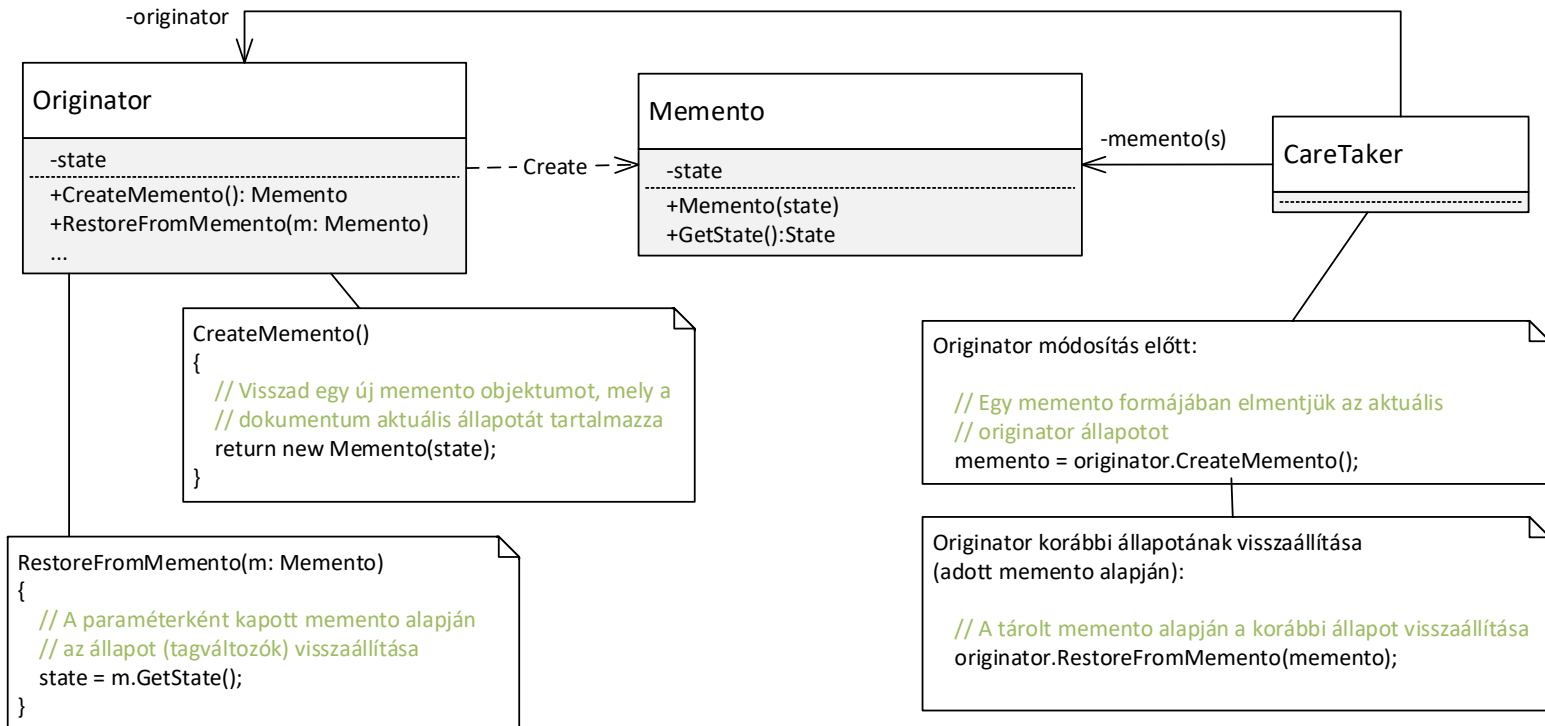 -originator
Originator
-state
+CreateMemento(): Memento
+RestoreFromMemento(m: Memento)
...
Create
Memento
-state
+Memento(state)
+GetState():State
-memento(s)
CareTaker
CreateMemento()
{
// Visszad egy új memento objektumot, mely a
// dokumentum aktuális állapotát tartalmazza
return new Memento(state);
}
RestoreFromMemento(m: Memento)
{
// A paraméterként kapott memento alapján
// az állapot (tagváltozók) visszaállítása
state = m.GetState();
}
Originator módosítás előtt:
// Egy memento formájában elmentjük az aktuális
// originator állapotot
memento = originator.CreateMemento();
Originator korábbi állapotának visszaállítása
(adott memento alapján):
// A tárolt memento alapján a korábbi állapot visszaállítása
originator.RestoreFromMemento(memento);